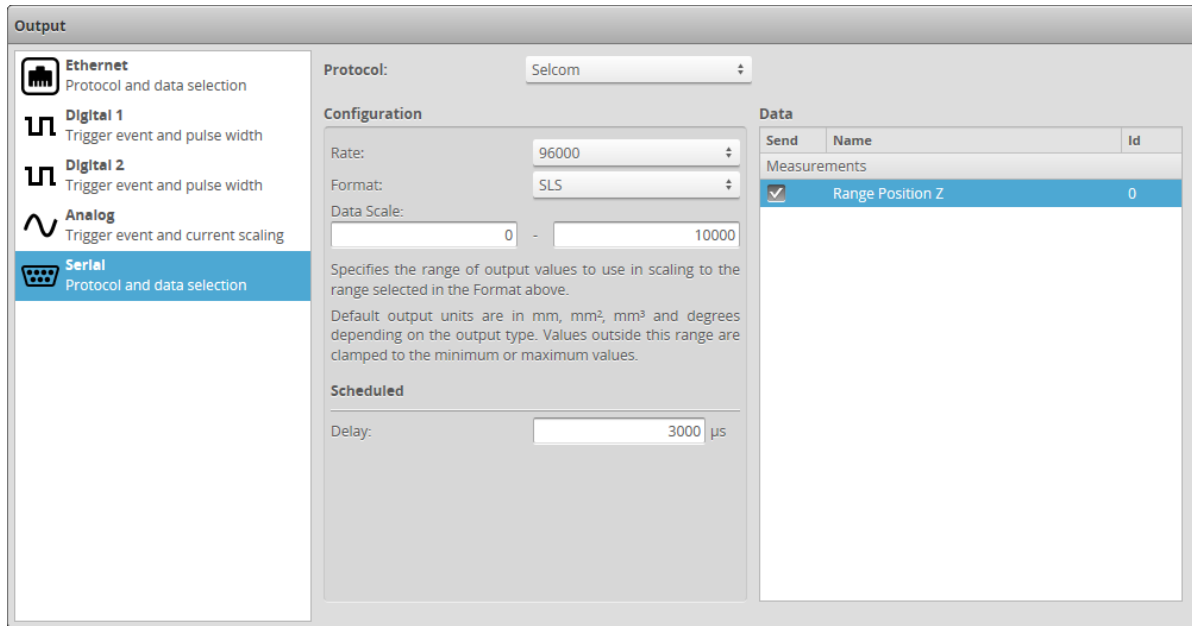 Output
Ethernet
Protocol and data selection
Digital 1
Trigger event and pulse width
Digital 2
Trigger event and pulse width
Analog
Trigger event and current scaling
Serial
Protocol and data selection
Protocol: Selcom
Configuration
Rate: 96000
Format: SLS
Data Scale:
0 - 10000
Specifies the range of output values to use in scaling to the
range selected in the Format above.
Default output units are in mm, mm², mm³ and degrees
depending on the output type. Values outside this range are
clamped to the minimum or maximum values.
Scheduled
Delay: 3000 µs
Data
Send Name Id
Measurements
Range Position Z 0